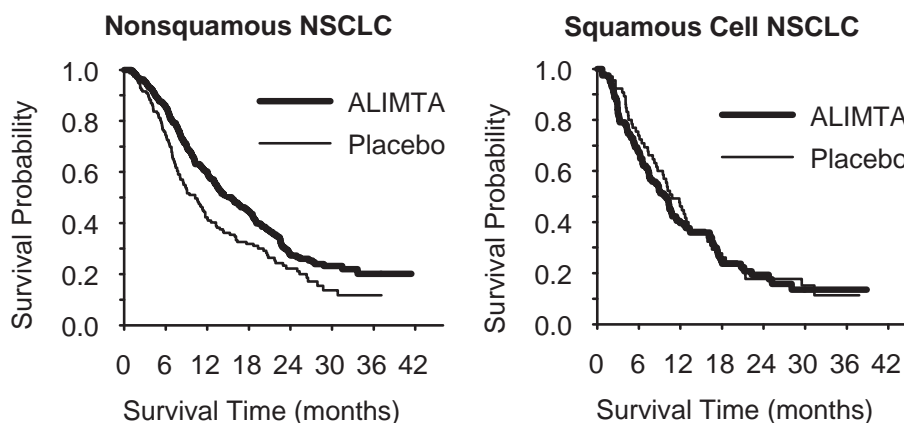 Nonsquamous NSCLC
Survival Probability
1.0
0.8
0.6
0.4
0.2
0.0
ALIMTA
Placebo
0 6 12 18 24 30 36 42
Survival Time (months)
Squamous Cell NSCLC
Survival Probability
1.0
0.8
0.6
0.4
0.2
0.0
ALIMTA
Placebo
0 6 12 18 24 30 36 42
Survival Time (months)